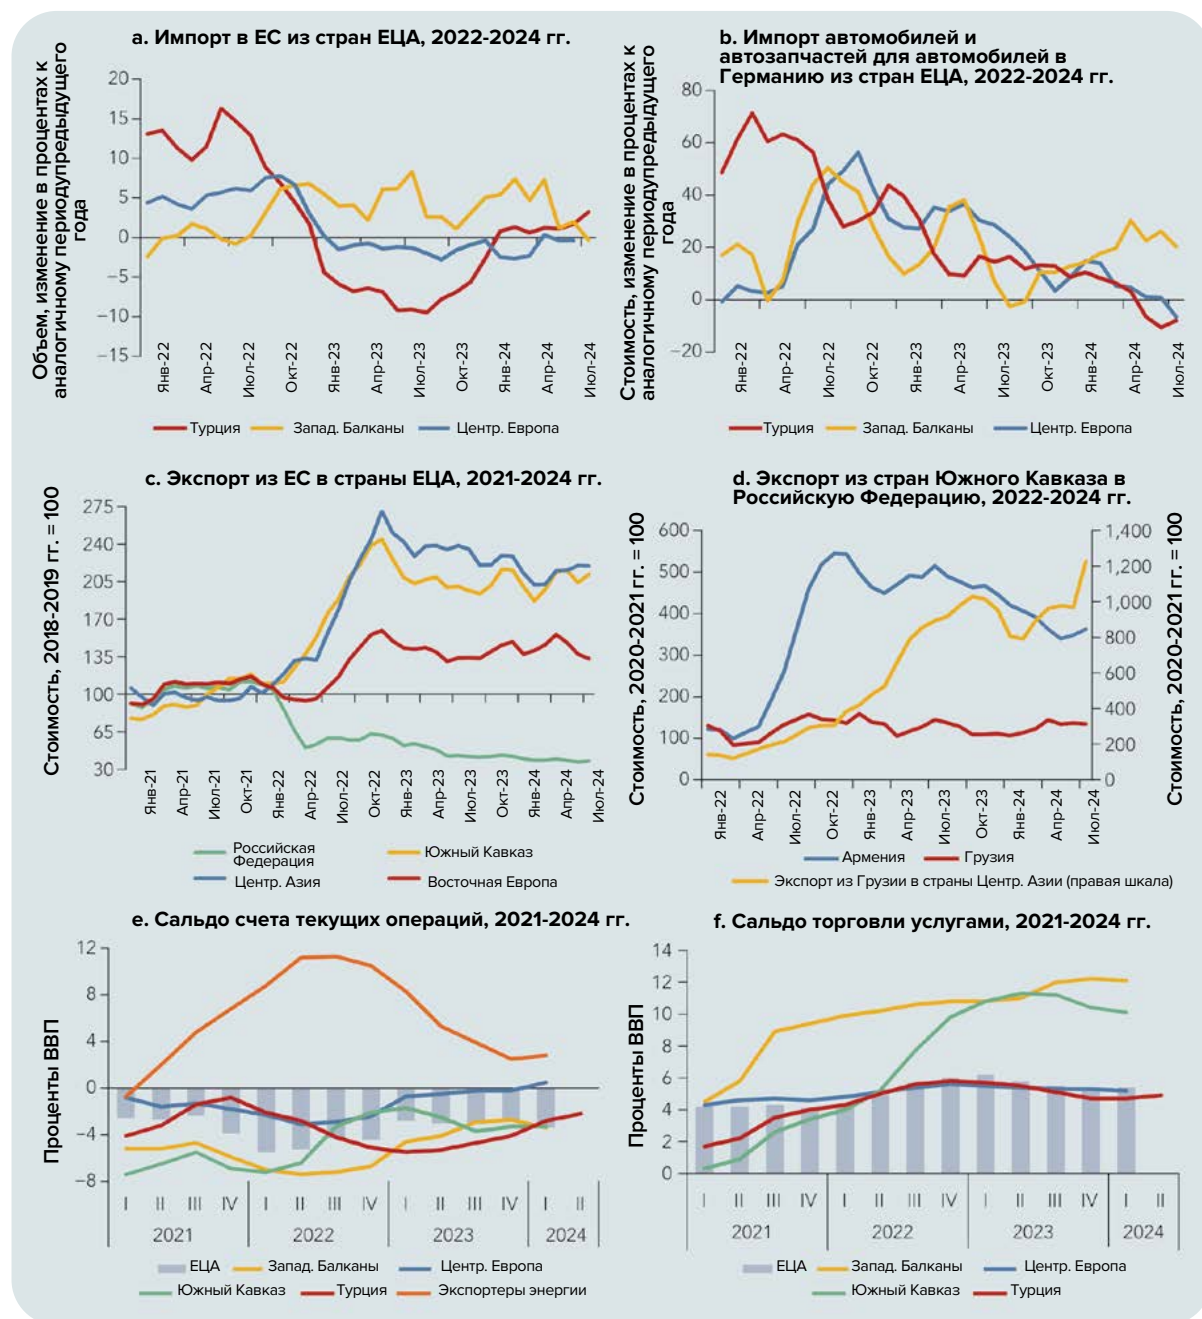 a. Импорт в ЕС из стран ЕЦА, 2022-2024 гг.
Объем, изменение в процентах к
аналогичному периодупредыдущего
года
20
15
10
5
0
−5
−10
−15
Янв-22
Апр-22
Июл-22
Окт-22
Янв-23
Апр-23
Июл-23
Окт-23
Янв-24
Апр-24
Июл-24
Турция
Запад. Балканы
Центр. Европа
b. Импорт автомобилей и
автозапчастей для автомобилей в
Германию из стран ЕЦА, 2022-2024 гг.
Стоимость, изменение в процентах к
аналогичному периодупредыдущего
года
80
60
40
20
0
−20
Янв-22
Апр-22
Июл-22
Окт-22
Янв-23
Апр-23
Июл-23
Окт-23
Янв-24
Апр-24
Июл-24
Турция
Запад. Балканы
Центр. Европа
c. Экспорт из ЕС в страны ЕЦА, 2021-2024 гг.
Стоимость, 2018-2019 гг. = 100
275
240
205
170
135
100
65
30
Янв-21
Апр-21
Июл-21
Окт-21
Янв-22
Апр-22
Июл-22
Окт-22
Янв-23
Апр-23
Июл-23
Окт-23
Янв-24
Апр-24
Июл-24
Российская
Федерация
Южный Кавказ
Центр. Азия
Восточная Европа
d. Экспорт из стран Южного Кавказа в
Российскую Федерацию, 2022-2024 гг.
Стоимость, 2020-2021 гг. = 100
600
500
400
300
200
100
0
1,400
1,200
1,000
800
600
400
200
0
Стоимость, 2020-2021 гг. = 100
Янв-22
Апр-22
Июл-22
Окт-22
Янв-23
Апр-23
Июл-23
Окт-23
Янв-24
Апр-24
Июл-24
Армения
Грузия
Экспорт из Грузии в страны Центр. Азии (правая шкала)
e. Сальдо счета текущих операций, 2021-2024 гг.
Проценты ВВП
12
8
4
0
−4
−8
I II III IV I II III IV I II III IV I II
2021 2022 2023 2024
ЕЦА
Запад. Балканы
Центр. Европа
Южный Кавказ
Турция
Экспортеры энергии
f. Сальдо торговли услугами, 2021-2024 гг.
Проценты ВВП
14
12
10
8
6
4
2
0
I II III IV I II III IV I II III IV I II
2021 2022 2023 2024
ЕЦА
Запад. Балканы
Центр. Европа
Южный Кавказ
Турция